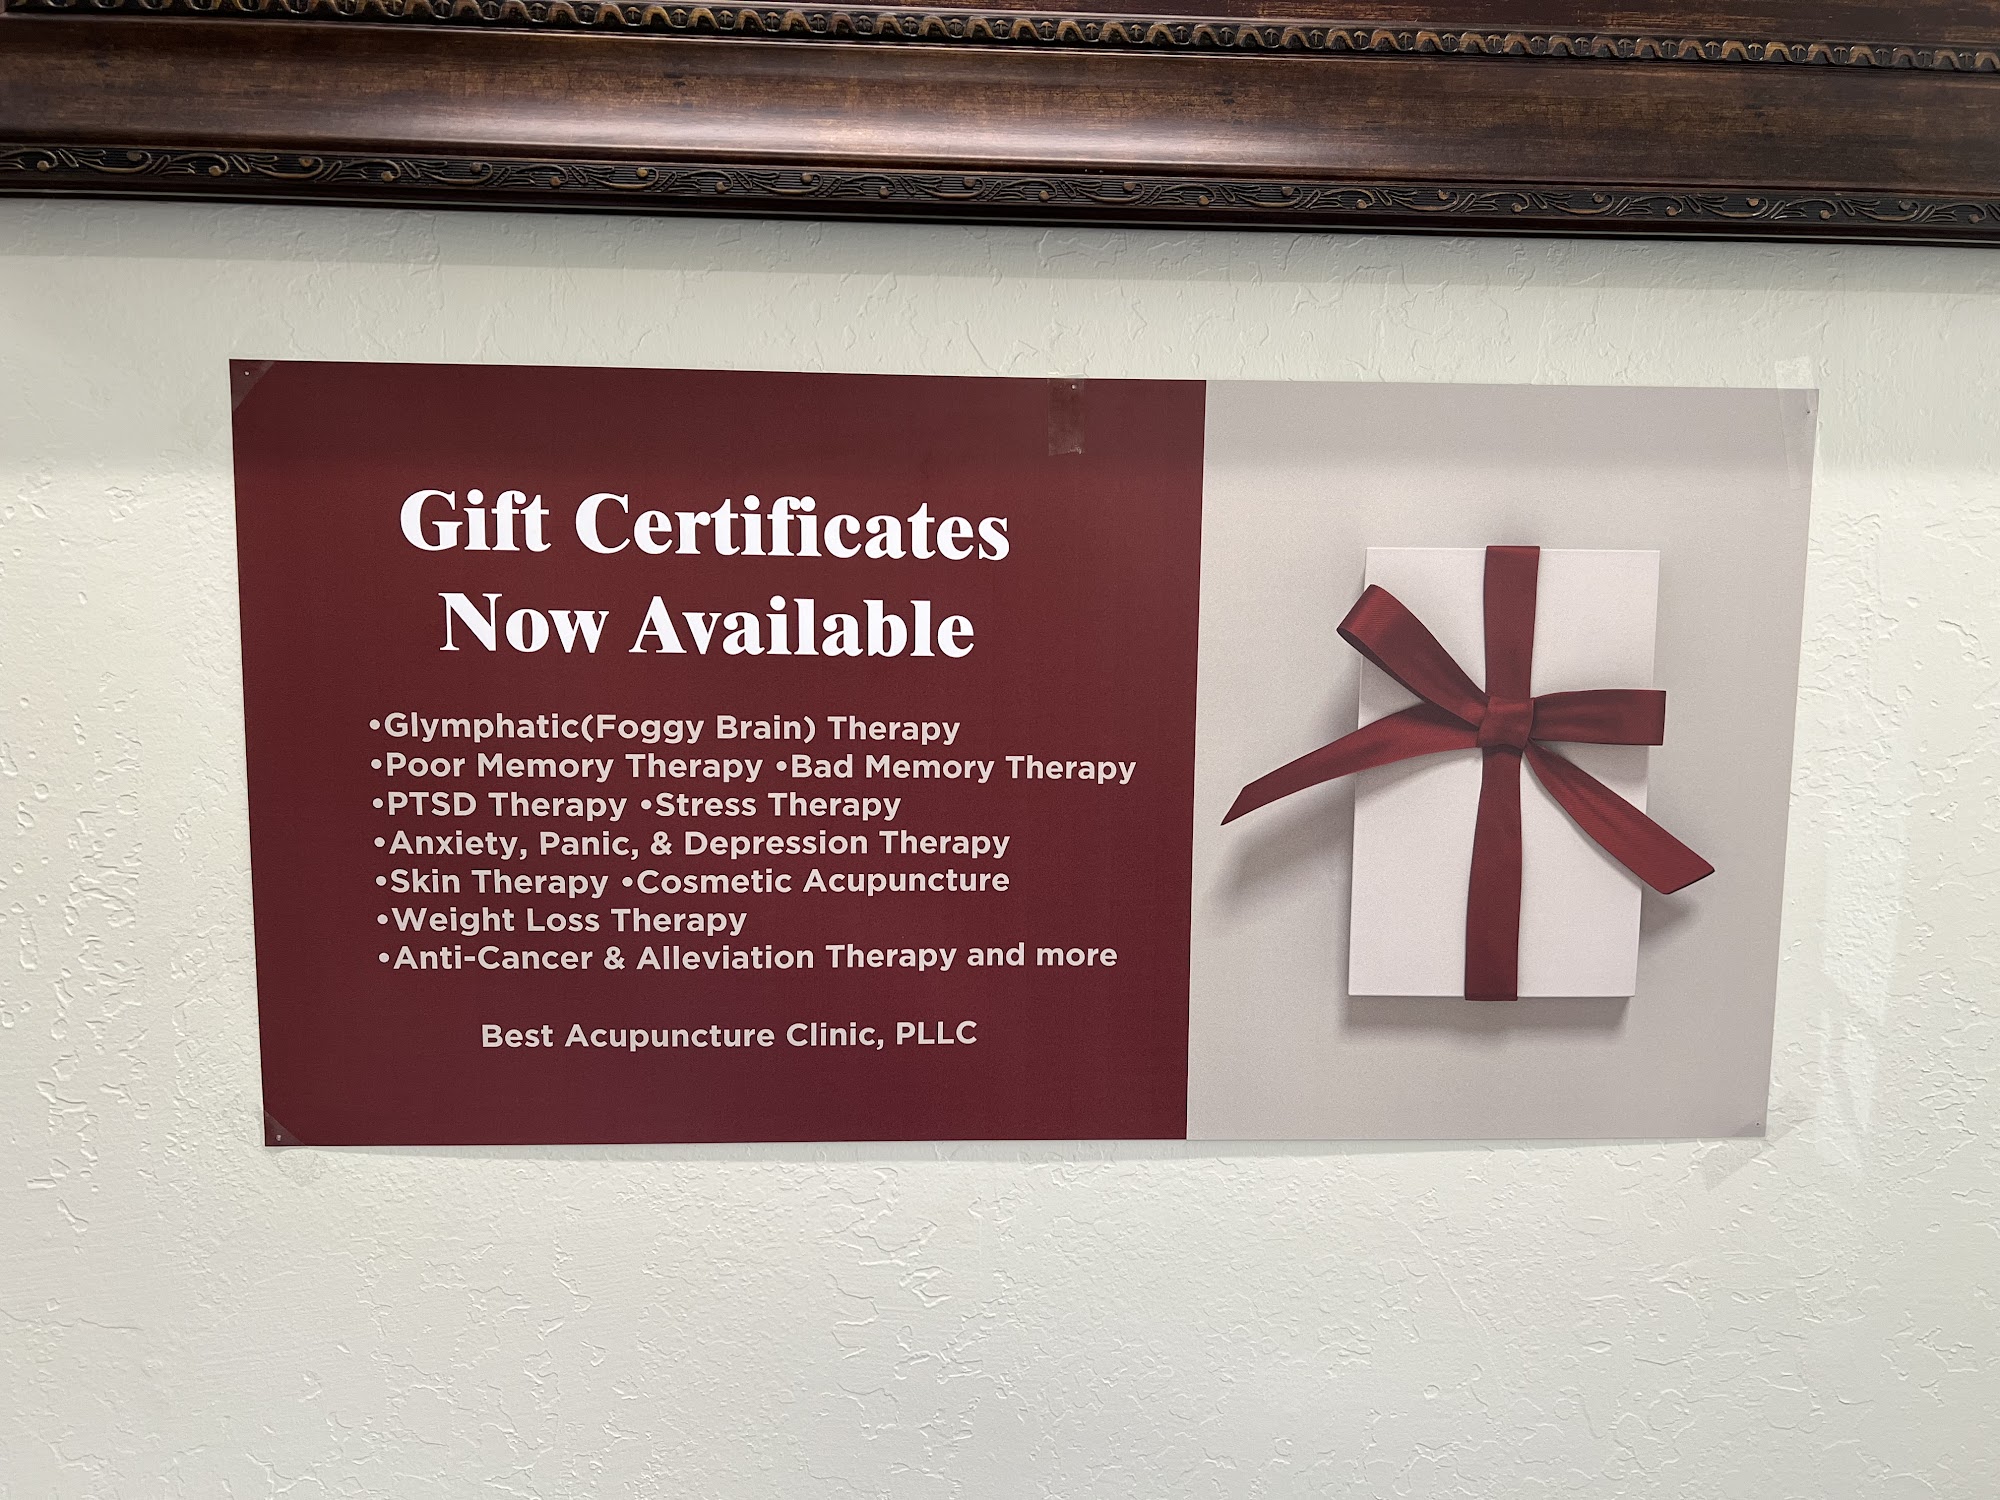 Gift Certificates
Now Available
•Glymphatic(Foggy Brain) Therapy
•Poor Memory Therapy •Bad Memory Therapy
•PTSD Therapy •Stress Therapy
•Anxiety, Panic, & Depression Therapy
•Skin Therapy •Cosmetic Acupuncture
•Weight Loss Therapy
•Anti-Cancer & Alleviation Therapy and more
Best Acupuncture Clinic, PLLC